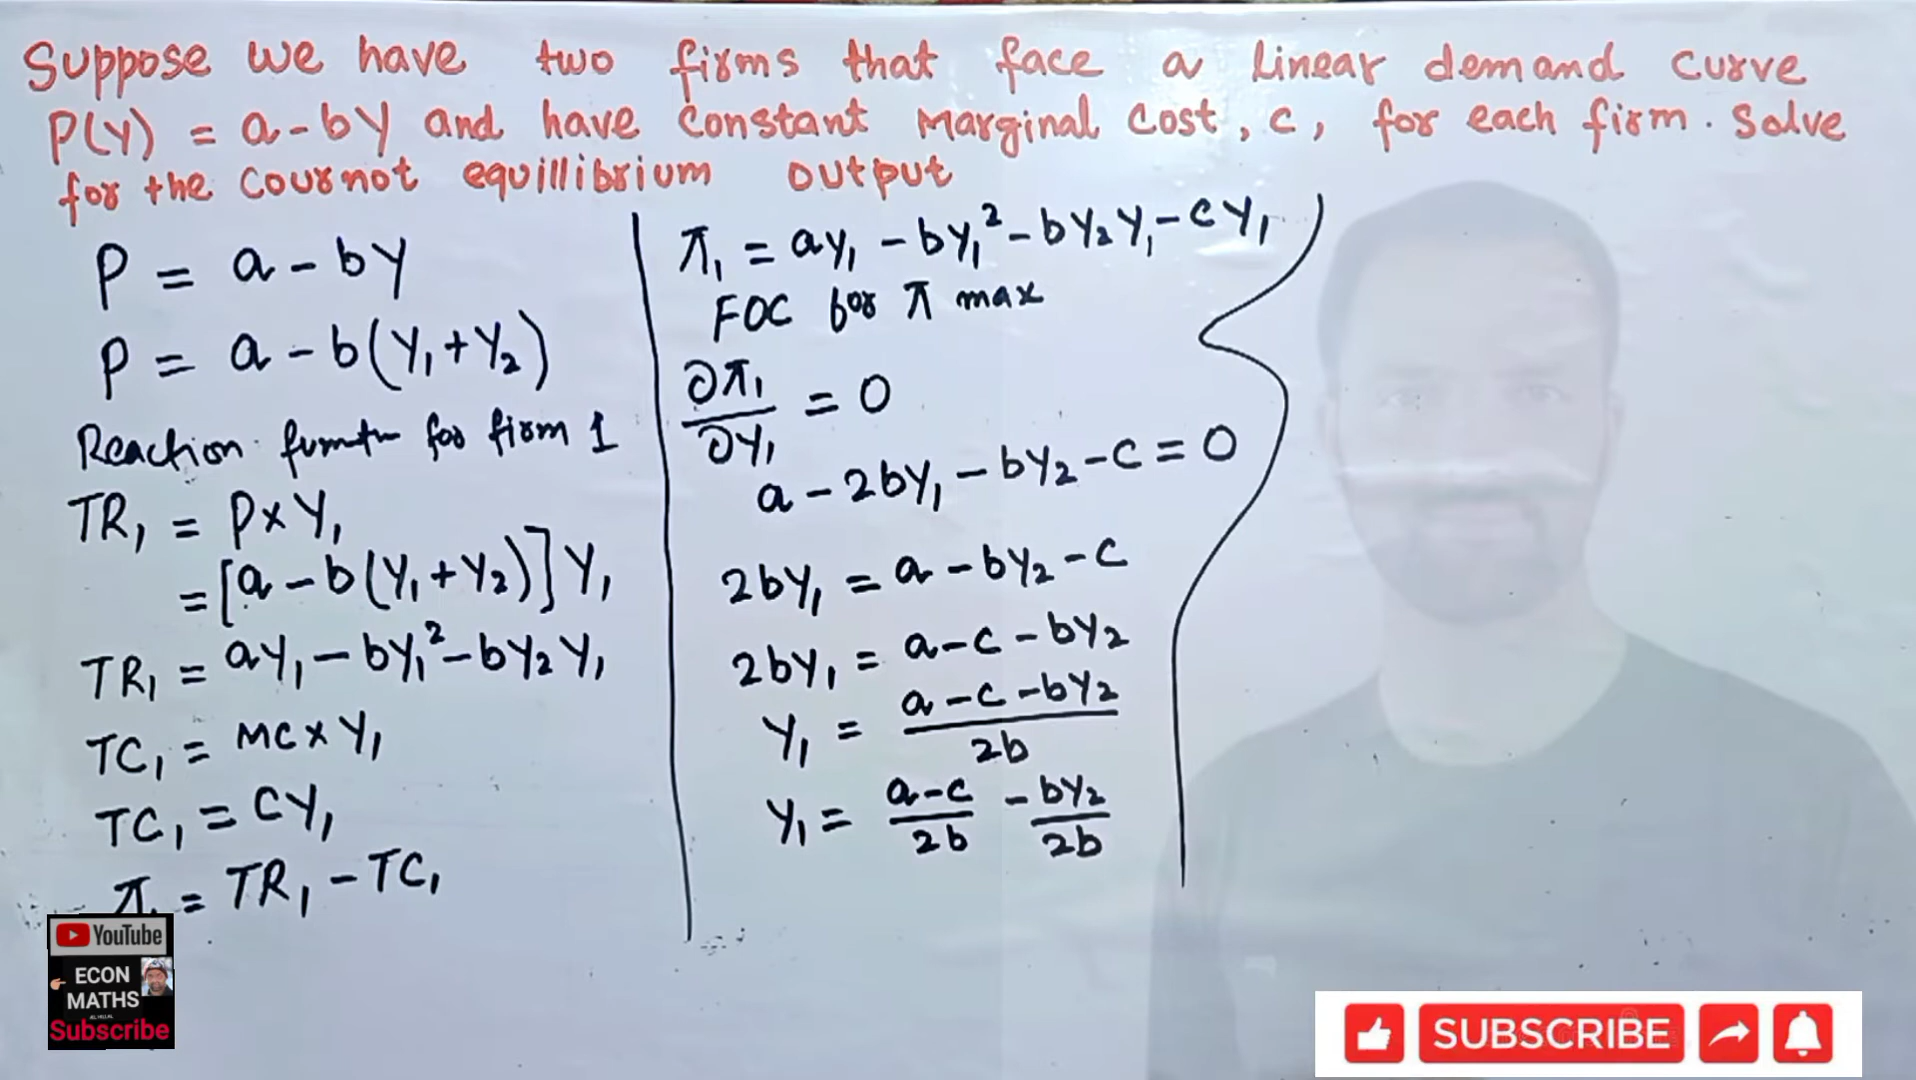 Suppose we have two firms that face a linear demand curve
P(Y) = a-bY and have constant marginal cost, c, for each firm. Solve
for the cournot equillibrium output
P = a - bY
P = a - b(Y₁+Y₂)
Reaction for firm 1
TR₁ = P×Y₁
= [a - b(Y₁+Y₂)]Y₁
TR₁ = aY₁ - bY₁² - bY₂Y₁
TC₁ = MC×Y₁
TC₁ = CY₁
π₁ = TR₁ - TC₁
π₁ = aY₁ - bY₁² - bY₂Y₁ - CY₁
FOC for π max
∂π₁/∂Y₁ = 0
a - 2bY₁ - bY₂ - C = 0
2bY₁ = a - bY₂ - C
2bY₁ = a - C - bY₂
Y₁ = (a - C - bY₂)/2b
Y₁ = (a-C)/2b - bY₂/2b
YouTube
ECON
MATHS
Subscribe
SUBSCRIBE